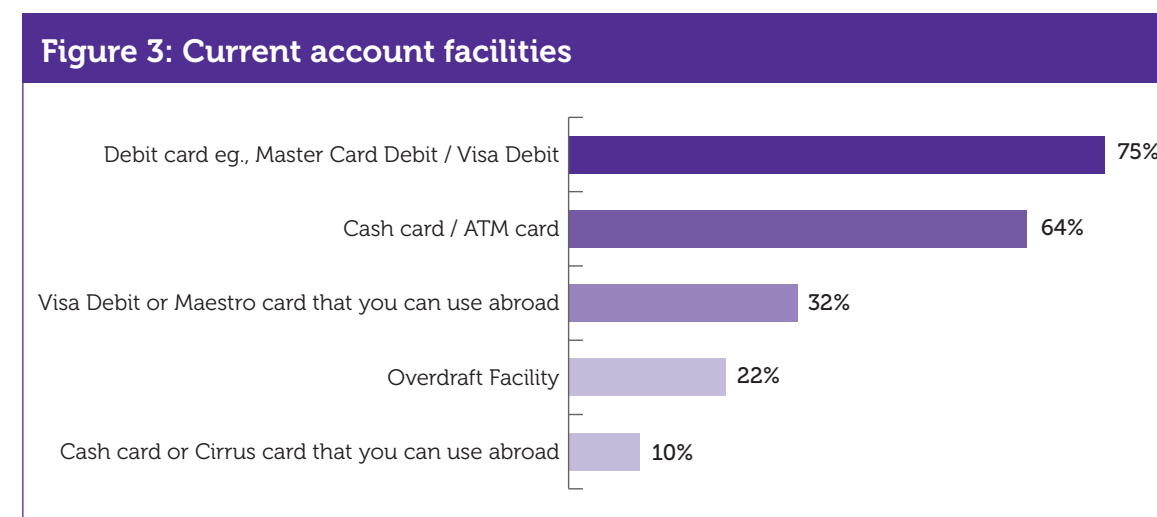 Figure 3: Current account facilities
Debit card eg., Master Card Debit / Visa Debit 75%
Cash card / ATM card 64%
Visa Debit or Maestro card that you can use abroad 32%
Overdraft Facility 22%
Cash card or Cirrus card that you can use abroad 10%